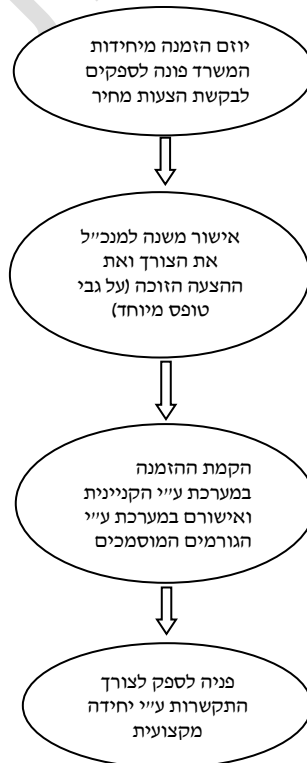 יוזם הזמנה מיחידות
המשרד פונה לספקים
לבקשת הצעות מחיר
אישור משנה למנכ״ל
את הצורך ואת
ההצעה הזוכה (על גבי
טופס מיוחד)
הקמת ההזמנה
במערכת ע״י הקניינית
ואישורם במערכת ע״י
הגורמים המוסמכים
פניה לספק לצורך
התקשרות ע״י יחידה
מקצועית